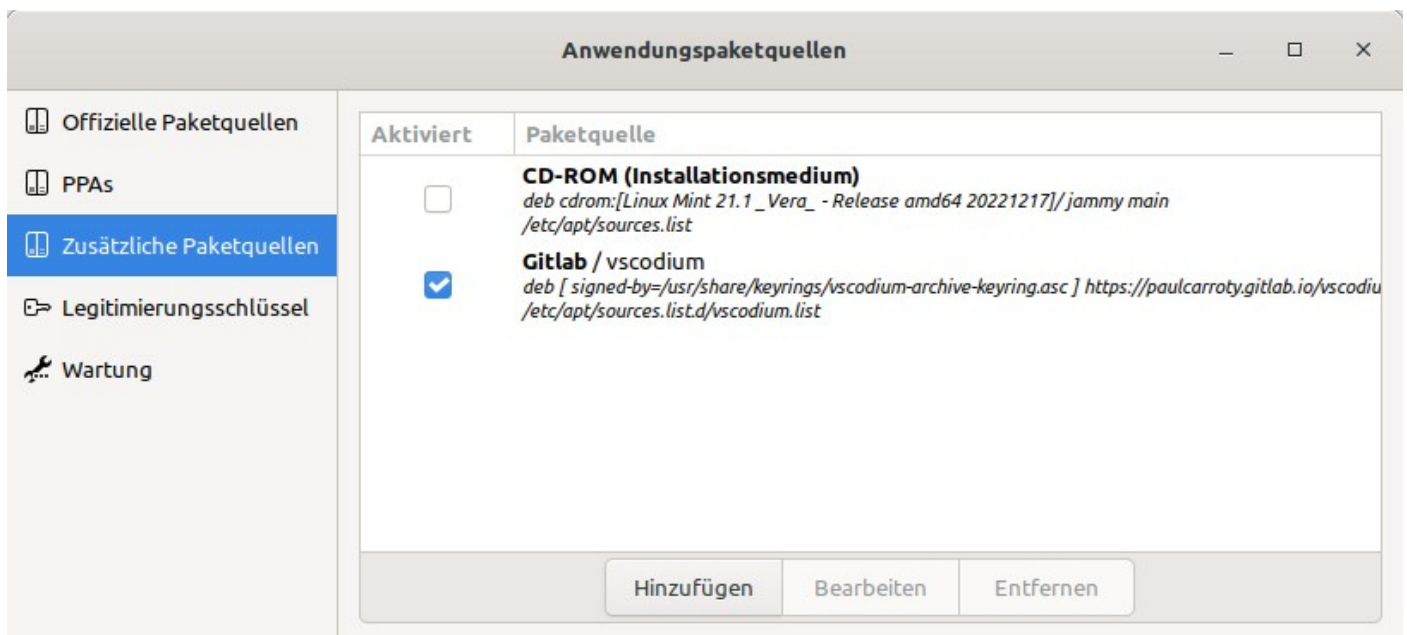 Anwendungspaketquellen
Offizielle Paketquellen
PPAs
Zusätzliche Paketquellen
Legitimierungsschlüssel
Wartung
Aktiviert Paketquelle
CD-ROM (Installationsmedium)
deb cdrom:[Linux Mint 21.1 _Vera_ - Release amd64 20221217]/ jammy main
/etc/apt/sources.list
Gitlab / vscodium
deb [ signed-by=/usr/share/keyrings/vscodium-archive-keyring.asc ] https://paulcarroty.gitlab.io/vscodiu
/etc/apt/sources.list.d/vscodium.list
Hinzufügen Bearbeiten Entfernen